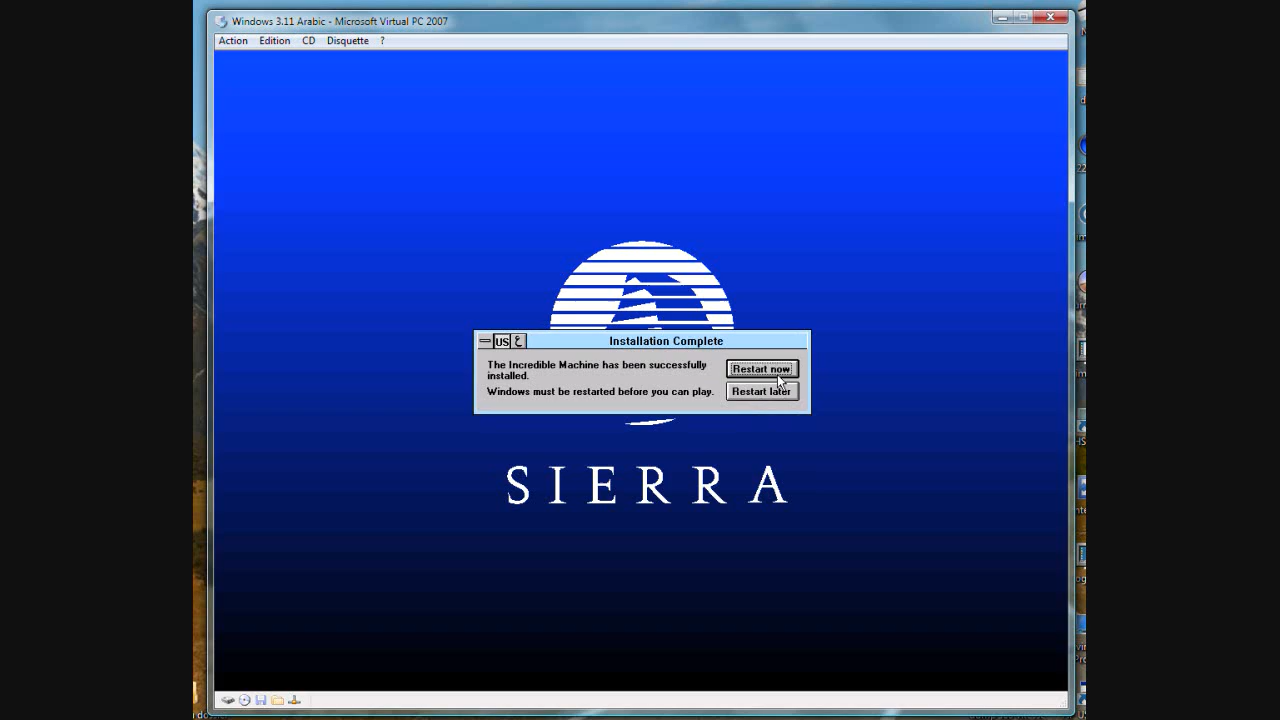 Windows 3.11 Arabic - Microsoft Virtual PC 2007
Action Edition CD Disquette ?
US ع Installation Complete
The Incredible Machine has been successfully
installed.
Windows must be restarted before you can play.
Restart now
Restart later
SIERRA